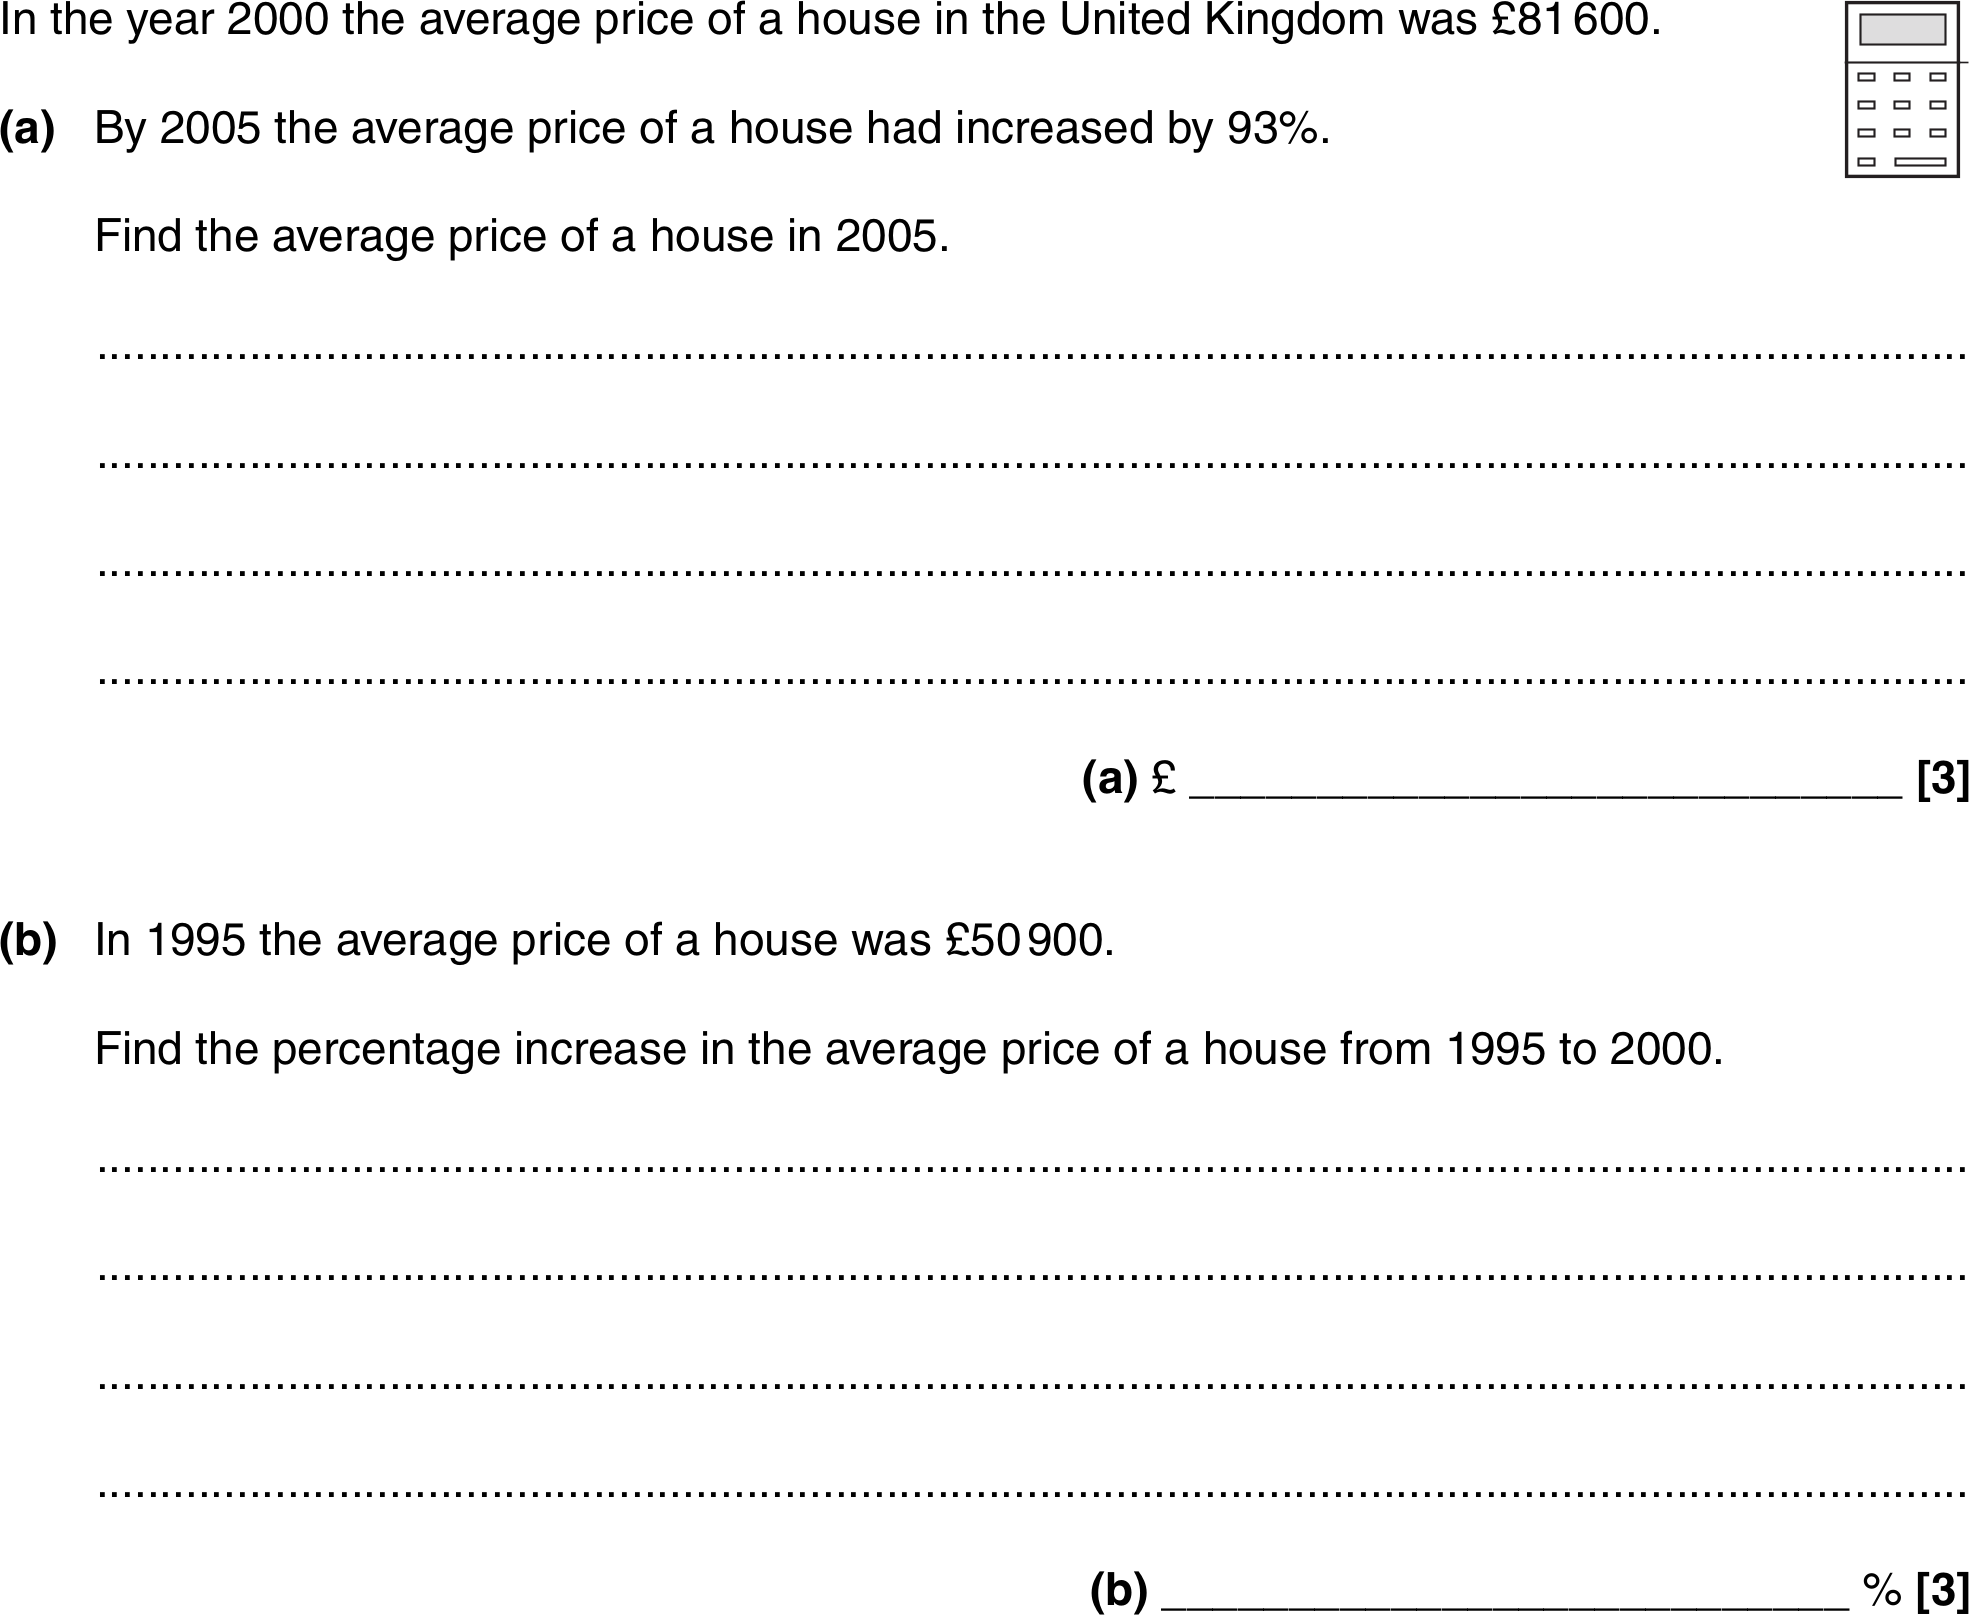 In the year 2000 the average price of a house in the United Kingdom was £81 600.
(a) By 2005 the average price of a house had increased by 93%.
Find the average price of a house in 2005.
(a) £ ______________________________ [3]
(b) In 1995 the average price of a house was £50 900.
Find the percentage increase in the average price of a house from 1995 to 2000.
(b) _____________________________ % [3]